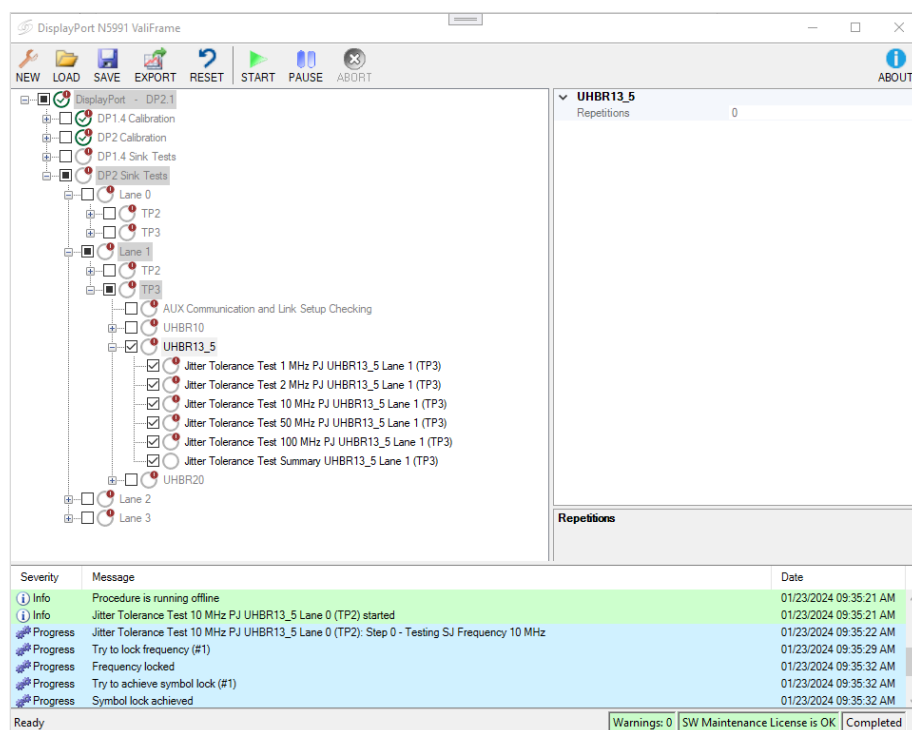 DisplayPort N5991 ValiFrame
NEW LOAD SAVE EXPORT RESET START PAUSE ABORT ABOUT
DisplayPort - DP2.1
DP1.4 Calibration
DP2 Calibration
DP1.4 Sink Tests
DP2 Sink Tests
Lane 0
TP2
TP3
Lane 1
TP2
TP3
AUX Communication and Link Setup Checking
UHBR10
UHBR13_5
Jitter Tolerance Test 1 MHz PJ UHBR13_5 Lane 1 (TP3)
Jitter Tolerance Test 2 MHz PJ UHBR13_5 Lane 1 (TP3)
Jitter Tolerance Test 10 MHz PJ UHBR13_5 Lane 1 (TP3)
Jitter Tolerance Test 50 MHz PJ UHBR13_5 Lane 1 (TP3)
Jitter Tolerance Test 100 MHz PJ UHBR13_5 Lane 1 (TP3)
Jitter Tolerance Test Summary UHBR13_5 Lane 1 (TP3)
UHBR20
Lane 2
Lane 3
UHBR13_5
Repetitions 0
Repetitions
Severity Message Date
Info Procedure is running offline 01/23/2024 09:35:21 AM
Info Jitter Tolerance Test 10 MHz PJ UHBR13_5 Lane 0 (TP2) started 01/23/2024 09:35:21 AM
Progress Jitter Tolerance Test 10 MHz PJ UHBR13_5 Lane 0 (TP2): Step 0 - Testing SJ Frequency 10 MHz 01/23/2024 09:35:22 AM
Progress Try to lock frequency (#1) 01/23/2024 09:35:29 AM
Progress Frequency locked 01/23/2024 09:35:32 AM
Progress Try to achieve symbol lock (#1) 01/23/2024 09:35:32 AM
Progress Symbol lock achieved 01/23/2024 09:35:32 AM
Ready Warnings: 0 SW Maintenance License is OK Completed